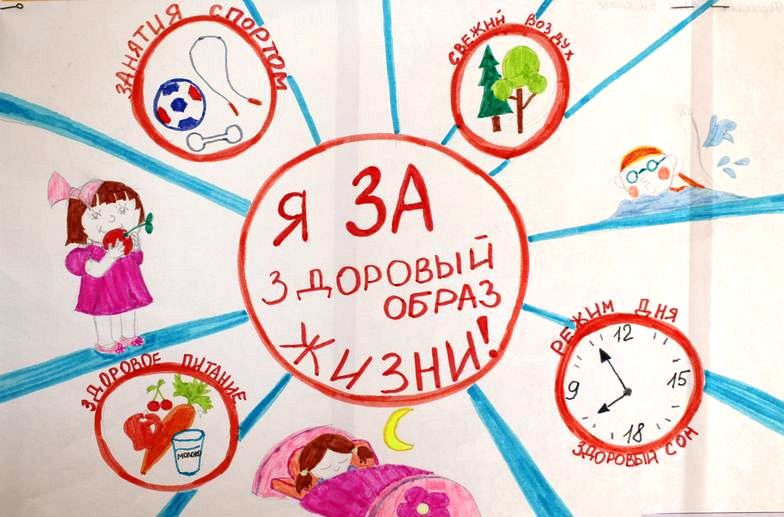 ЗАНЯТИЯ СПОРТОМ
СВЕЖИЙ ВОЗДУХ
Я ЗА
ЗДОРОВЫЙ
ОБРАЗ
ЖИЗНИ!
РЕЖИМ ДНЯ
12
9
15
18
ЗДОРОВЫЙ СОН
ЗДОРОВОЕ ПИТАНИЕ
МОЛОКО